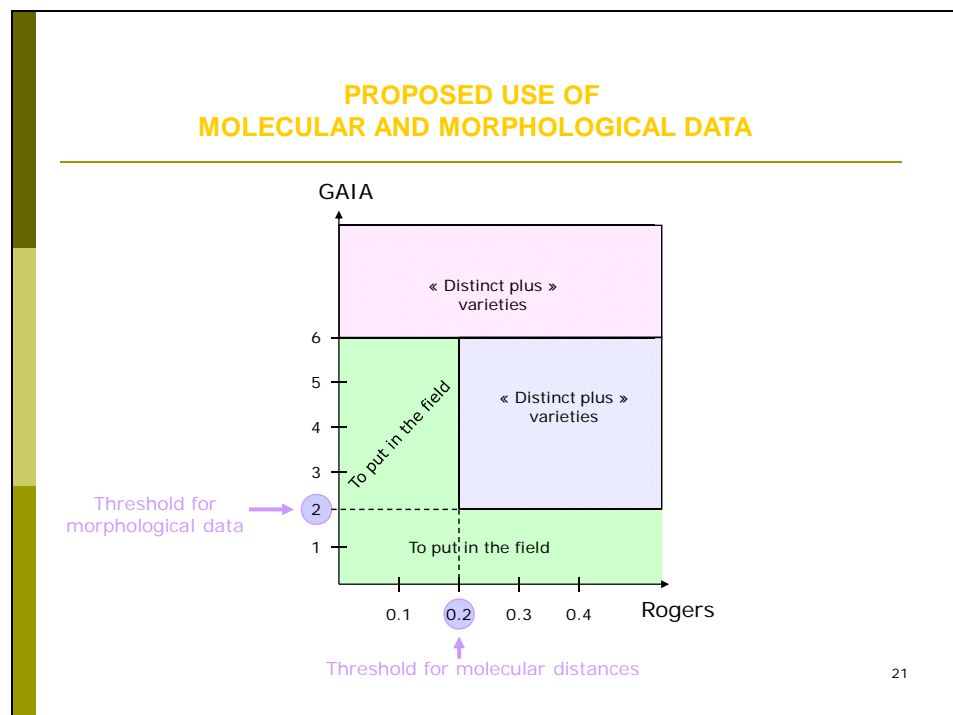 PROPOSED USE OF
MOLECULAR AND MORPHOLOGICAL DATA
GAIA
« Distinct plus »
varieties
6
5
4
3
2
1
To put in the field
« Distinct plus »
varieties
Threshold for
morphological data
To put in the field
0.1
0.2
0.3
0.4
Rogers
Threshold for molecular distances
21